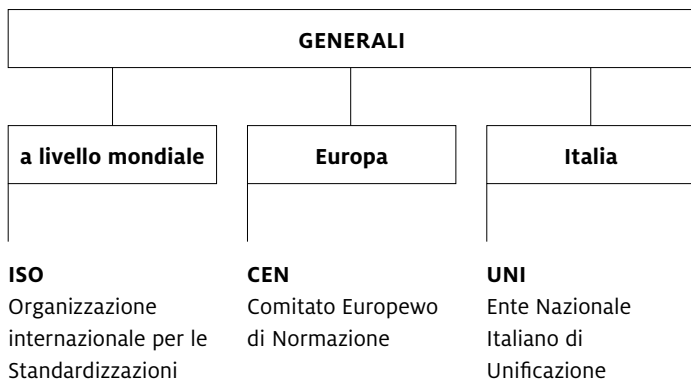 GENERALI
a livello mondiale
Europa
Italia
ISO
Organizzazione
internazionale per le
Standardizzazioni
CEN
Comitato Europewo
di Normazione
UNI
Ente Nazionale
Italiano di
Unificazione